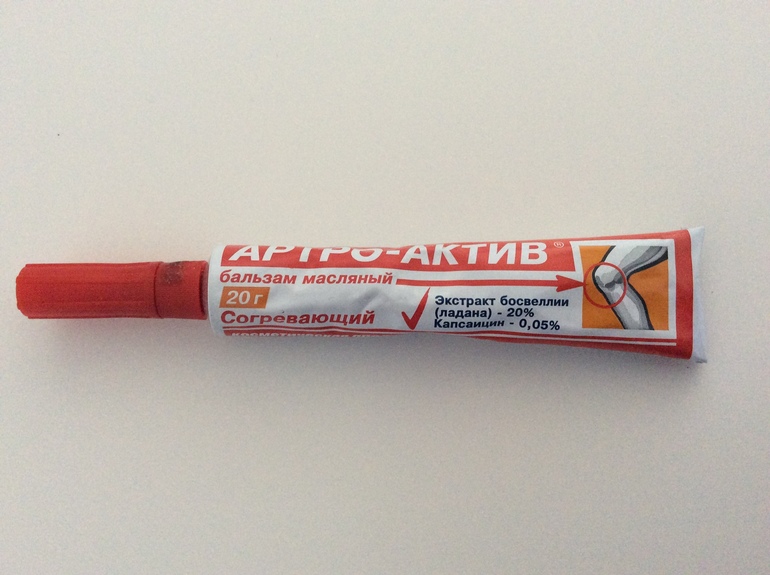 АРТРО-АКТИВ®
бальзам масляный
20 г
Согревающий
Экстракт босвеллии
(ладана) - 20%
Капсаицин - 0,05%